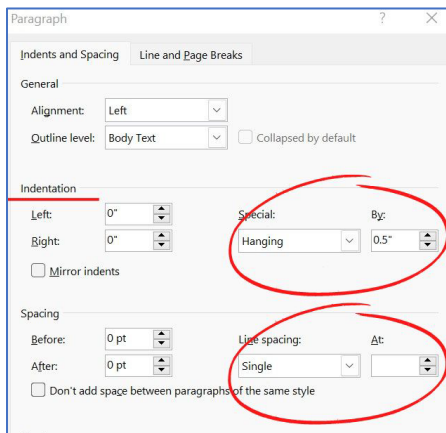 Paragraph ? ×
Indents and Spacing Line and Page Breaks
General
Alignment: Left
Outline level: Body Text Collapsed by default
Indentation
Left: 0" Special: By:
Right: 0" Hanging 0.5"
Mirror indents
Spacing
Before: 0 pt Line spacing: At:
After: 0 pt Single
Don't add space between paragraphs of the same style